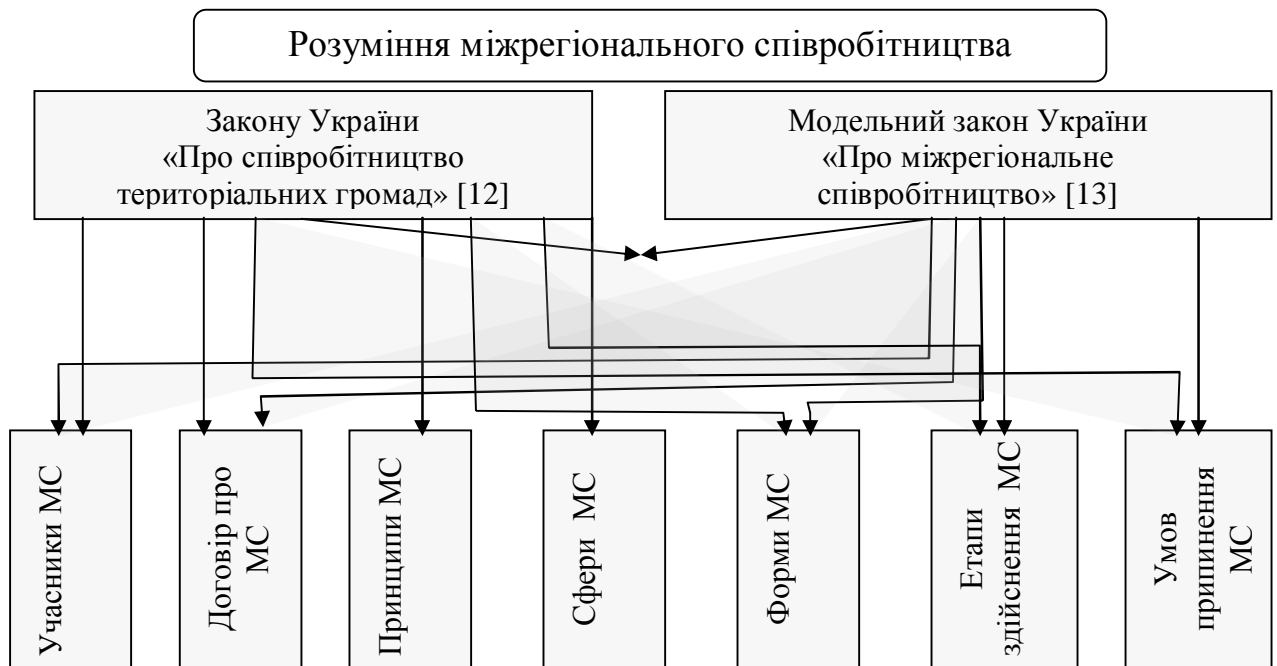 Розуміння міжрегіонального співробітництва
Закону України
«Про співробітництво
територіальних громад» [12]
Модельний закон України
«Про міжрегіональне
співробітництво» [13]
Учасники МС
Договір про
МС
Принципи МС
Сфери МС
Форми МС
Етапи
здійснення МС
Умов
припинення
МС